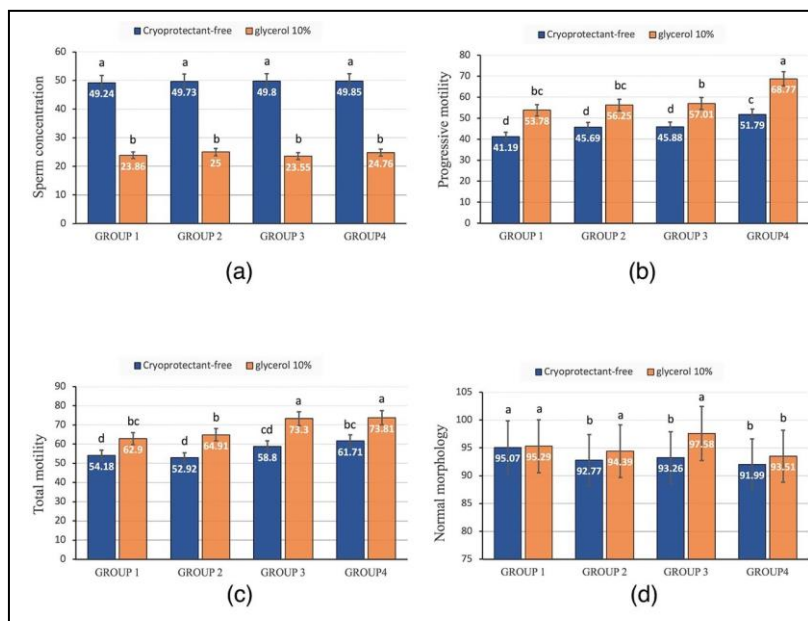 Cryoprotectant-free glycerol 10%
Sperm concentration
60
50
40
30
20
10
0
a a a a
b b b b
49.24 49.73 49.8 49.85
23.86 25 23.55 24.76
GROUP 1 GROUP 2 GROUP 3 GROUP4
(a)
Cryoprotectant-free glycerol 10%
Progressive motility
80
70
60
50
40
30
20
10
0
d bc d bc d b c a
41.19 53.78 45.69 56.25 45.88 57.01 51.79 68.77
GROUP 1 GROUP 2 GROUP 3 GROUP4
(b)
Cryoprotectant-free glycerol 10%
Total motility
90
80
70
60
50
40
30
20
10
0
d bc d b cd a bc a
54.18 62.9 52.92 64.91 58.8 73.3 61.71 73.81
GROUP 1 GROUP 2 GROUP 3 GROUP4
(c)
Cryoprotectant-free glycerol 10%
Normal morphology
100
95
90
85
80
75
a a b a b a b b
95.07 95.29 92.77 94.39 93.26 97.58 91.99 93.51
GROUP 1 GROUP 2 GROUP 3 GROUP4
(d)